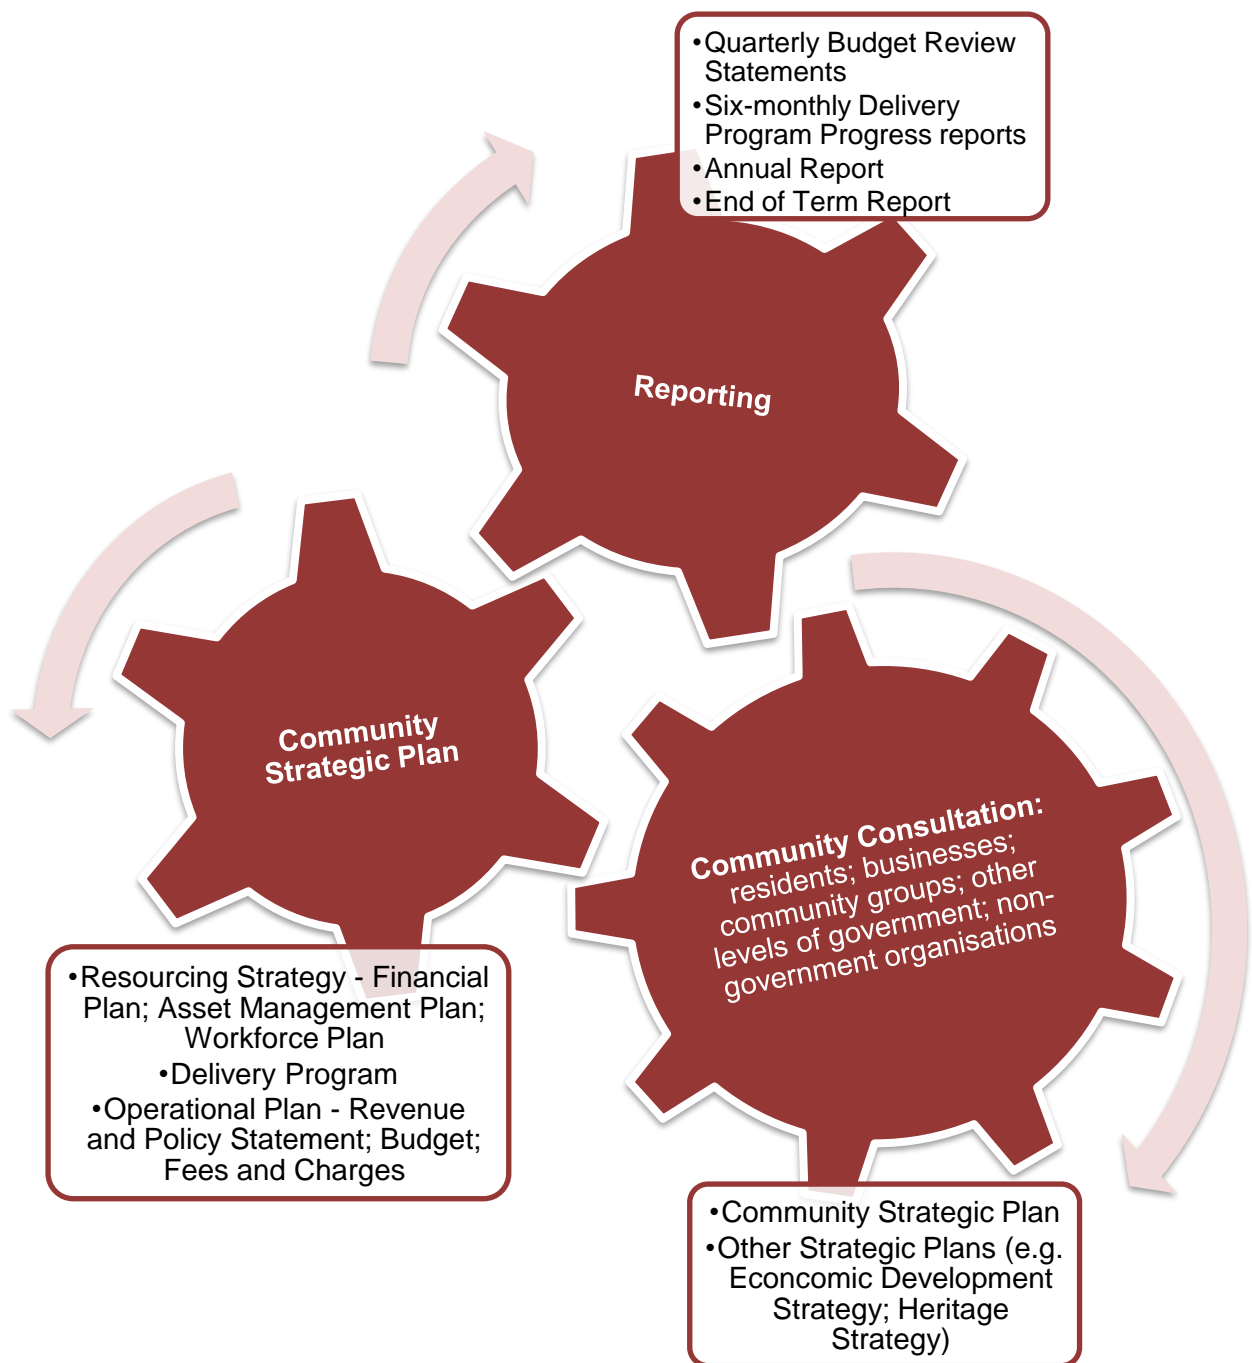 •Quarterly Budget Review
Statements
•Six-monthly Delivery
Program Progress reports
•Annual Report
•End of Term Report
Reporting
Community
Strategic Plan
Community Consultation:
residents; businesses;
community groups; other
levels of government; non-
government organisations
•Resourcing Strategy - Financial
Plan; Asset Management Plan;
Workforce Plan
•Delivery Program
•Operational Plan - Revenue
and Policy Statement; Budget;
Fees and Charges
•Community Strategic Plan
•Other Strategic Plans (e.g.
Econcomic Development
Strategy; Heritage
Strategy)